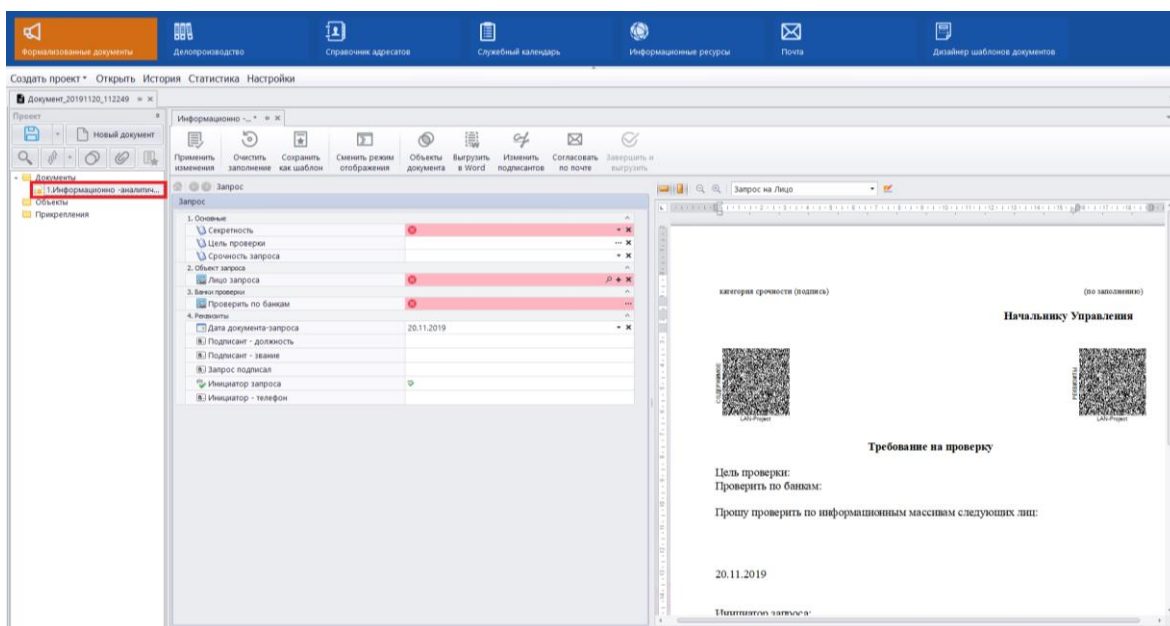 Формализованные документы
Делопроизводство
Справочник адресатов
Служебный календарь
Информационные ресурсы
Почта
Дизайнер шаблонов документов
Создать проект Открыть История Статистика Настройки
Документ_20191120_112249
Проект
Новый документ
Документы
1.Информационно -аналитич...
Объекты
Прикрепления
Информационно -...*
Применить изменения
Очистить заполнение
Сохранить как шаблон
Сменить режим отображения
Объекты документа
Выгрузить в Word
Изменить подписантов
Согласовать по почте
Завершить и выгрузить
Запрос
Запрос
1. Основные
Секретность
Цель проверки
Срочность запроса
2. Объект запроса
Лицо запроса
3. Банки проверки
Проверить по банкам
4. Реквизиты
Дата документа-запроса 20.11.2019
Подписант - должность
Подписант - звание
Запрос подписал
Инициатор запроса
Инициатор - телефон
Запрос на Лицо
категория срочности (подпись) (по заполнению)
Начальнику Управления
СОДЕРЖИМОЕ
LAN-Project
РЕКВИЗИТЫ
LAN-Project
Требование на проверку
Цель проверки:
Проверить по банкам:
Прошу проверить по информационным массивам следующих лиц:
20.11.2019
Инициатор запроса: